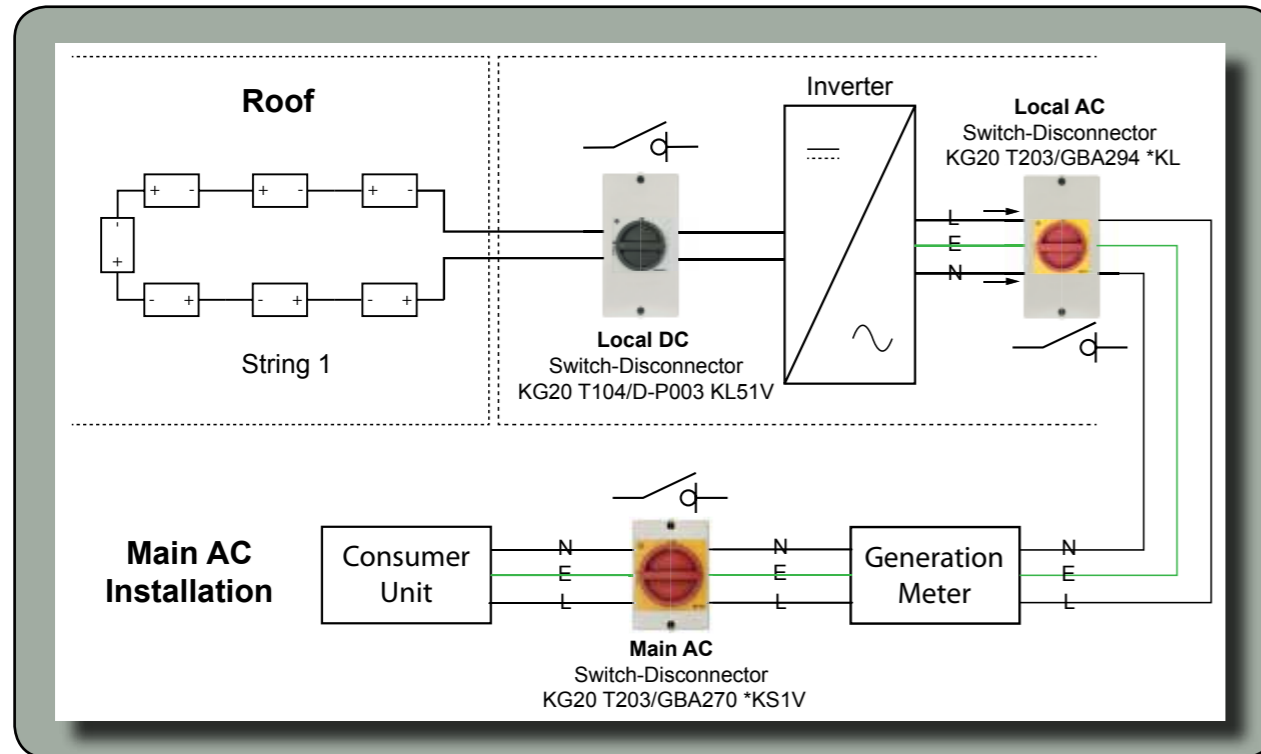 Roof
+ - + - + -
-
+
- + - + - +
String 1
Local DC
Switch-Disconnector
KG20 T104/D-P003 KL51V
Inverter
L
E
N
Local AC
Switch-Disconnector
KG20 T203/GBA294 *KL
Main AC
Installation
Consumer
Unit
N
E
L
N
E
L
Generation
Meter
N
E
L
Main AC
Switch-Disconnector
KG20 T203/GBA270 *KS1V